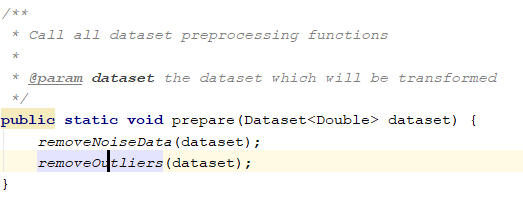 /**
 * Call all dataset preprocessing functions
 *
 * @param dataset the dataset which will be transformed
 */
public static void prepare(Dataset<Double> dataset) {
    removeNoiseData(dataset);
    removeOutliers(dataset);
}